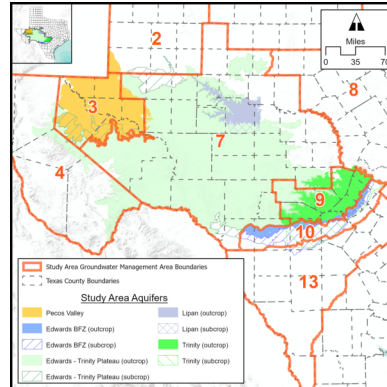 2
Miles
0 35 70
8
3
7
4
9
10
13
Study Area Groundwater Management Area Boundaries
Texas County Boundaries
Study Area Aquifers
Pecos Valley
Lipan (outcrop)
Edwards BFZ (outcrop)
Lipan (subcrop)
Edwards BFZ (subcrop)
Trinity (outcrop)
Edwards - Trinity Plateau (outcrop)
Trinity (subcrop)
Edwards - Trinity Plateau (subcrop)